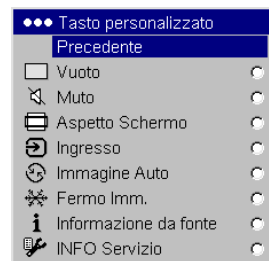 Tasto personalizzato
Precedente
Vuoto
Muto
Aspetto Schermo
Ingresso
Immagine Auto
Fermo Imm.
Informazione da fonte
INFO Servizio